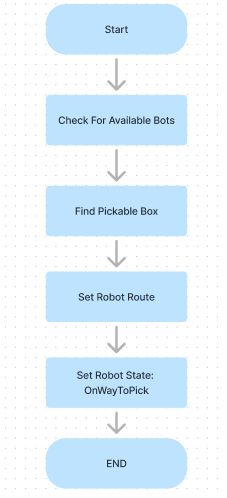 Start
Check For Available Bots
Find Pickable Box
Set Robot Route
Set Robot State:
OnWayToPick
END